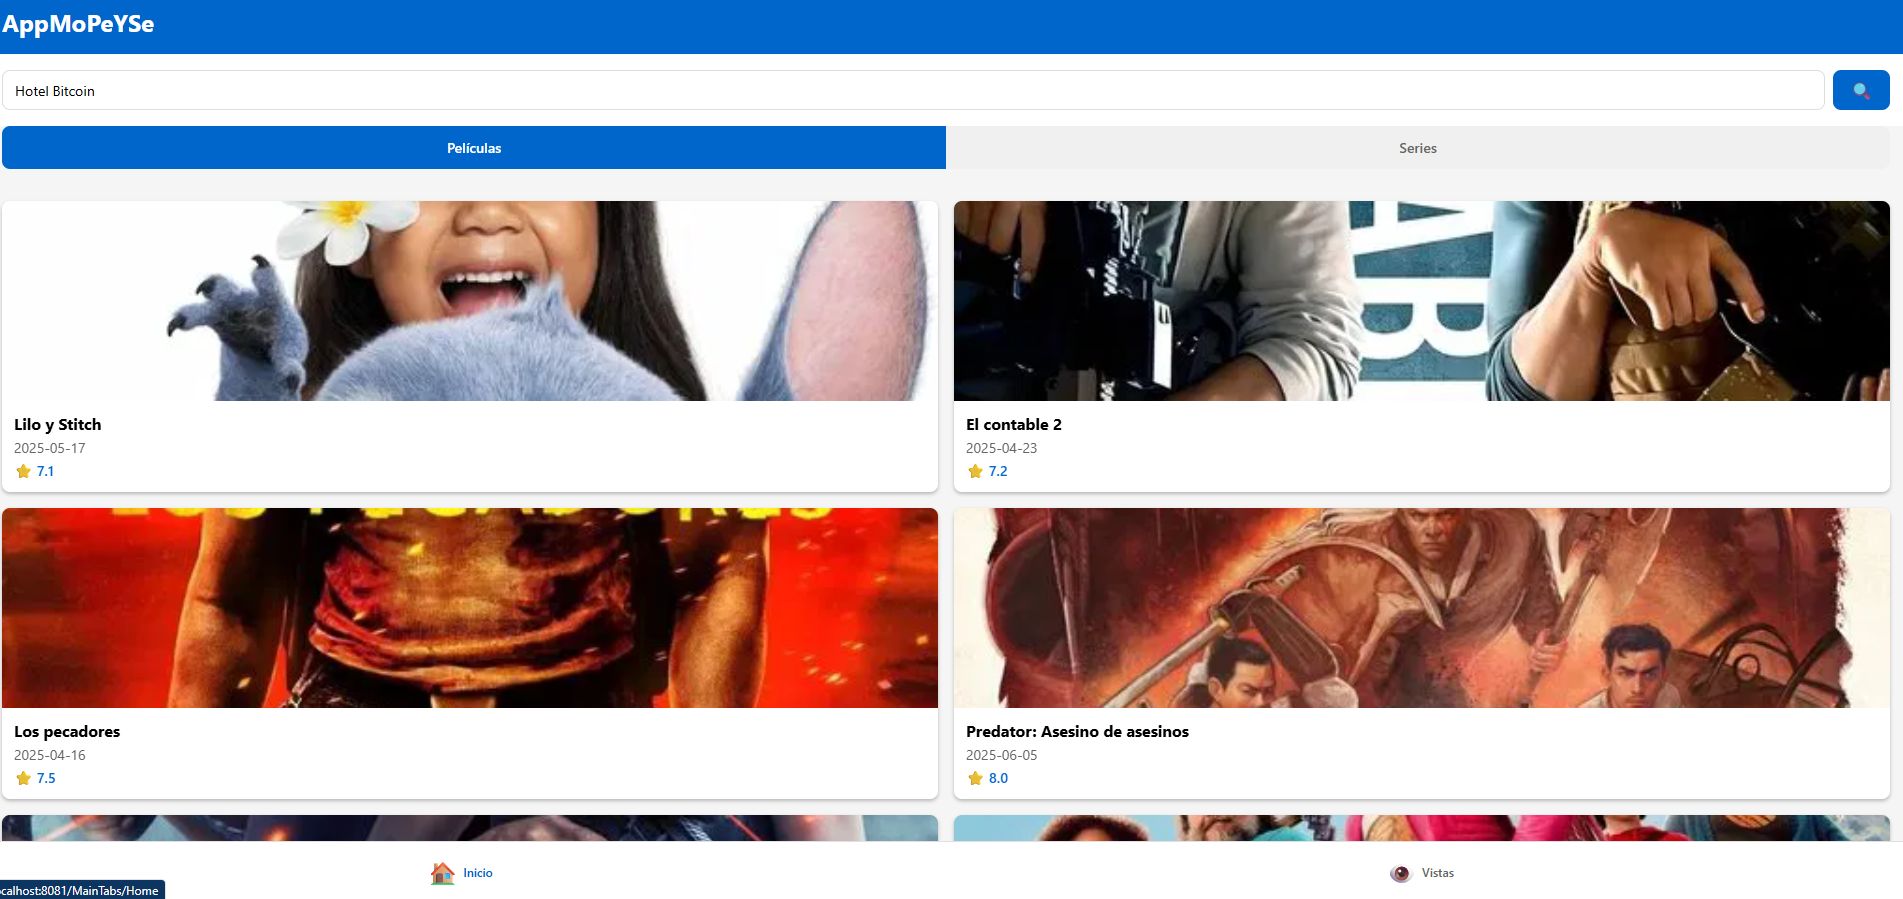 AppMoPeYSe
Hotel Bitcoin
Películas
Series
Lilo y Stitch
2025-05-17
7.1
El contable 2
2025-04-23
7.2
Los pecadores
2025-04-16
7.5
Predator: Asesino de asesinos
2025-06-05
8.0
Inicio
Vistas
ocalhost:8081/MainTabs/Home